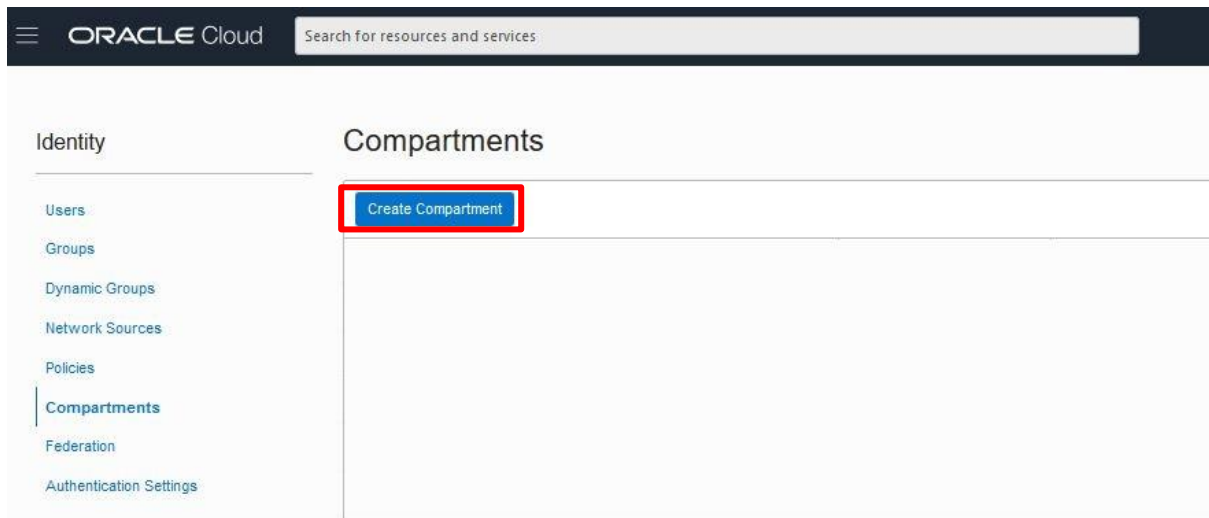 ORACLE Cloud
Search for resources and services
Identity
Users
Groups
Dynamic Groups
Network Sources
Policies
Compartments
Federation
Authentication Settings
Compartments
Create Compartment